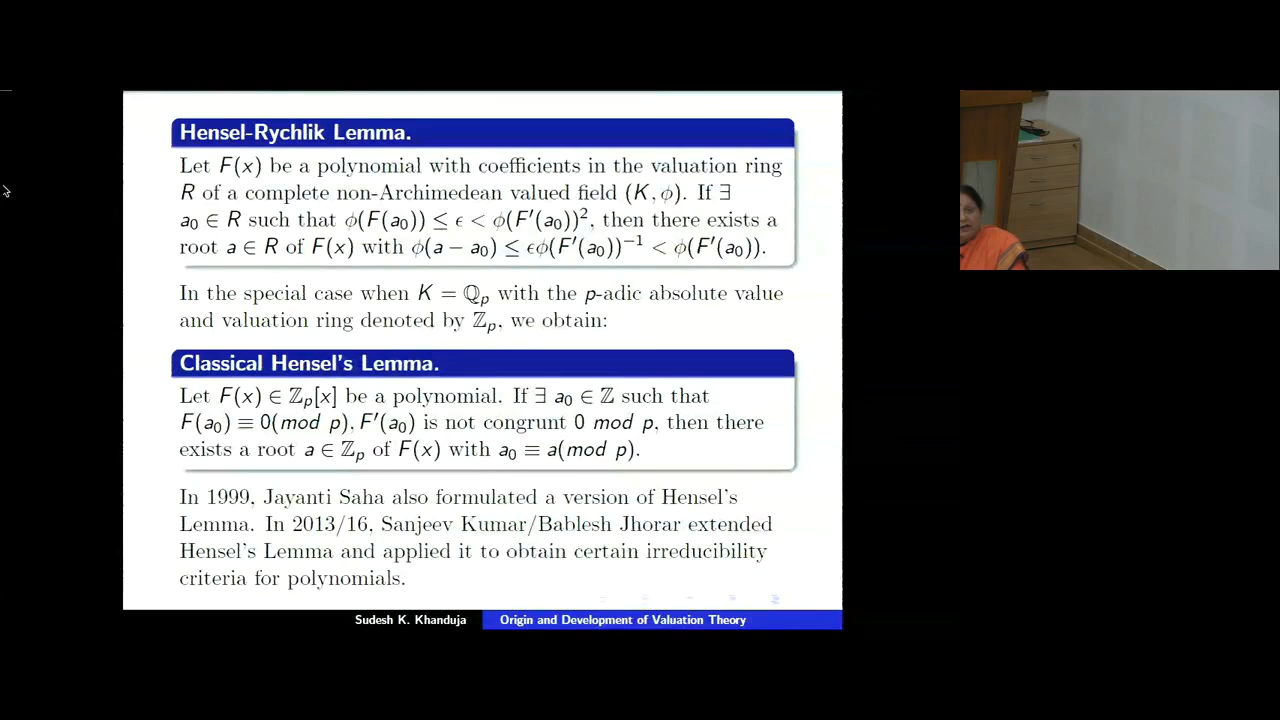 Hensel-Rychlik Lemma.
Let F(x) be a polynomial with coefficients in the valuation ring
R of a complete non-Archimedean valued field (K, ϕ). If ∃
a₀ ∈ R such that ϕ(F(a₀)) ≤ ϵ < ϕ(F′(a₀))², then there exists a
root a ∈ R of F(x) with ϕ(a − a₀) ≤ ϵϕ(F′(a₀))⁻¹ < ϕ(F′(a₀)).
In the special case when K = ℚₚ with the p-adic absolute value
and valuation ring denoted by ℤₚ, we obtain:
Classical Hensel's Lemma.
Let F(x) ∈ ℤₚ[x] be a polynomial. If ∃ a₀ ∈ ℤ such that
F(a₀) ≡ 0(mod p), F′(a₀) is not congrunt 0 mod p, then there
exists a root a ∈ ℤₚ of F(x) with a₀ ≡ a(mod p).
In 1999, Jayanti Saha also formulated a version of Hensel's
Lemma. In 2013/16, Sanjeev Kumar/Bablesh Jhorar extended
Hensel's Lemma and applied it to obtain certain irreducibility
criteria for polynomials.
Sudesh K. Khanduja Origin and Development of Valuation Theory